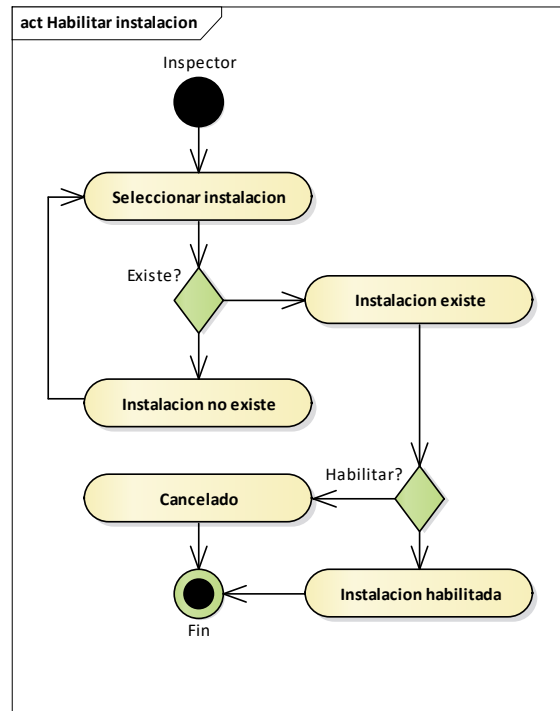 act Habilitar instalacion
Inspector
Seleccionar instalacion
Existe?
Instalacion existe
Instalacion no existe
Habilitar?
Cancelado
Instalacion habilitada
Fin